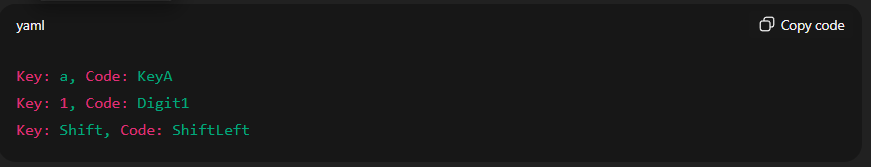 yaml
Copy code
Key: a, Code: KeyA
Key: 1, Code: Digit1
Key: Shift, Code: ShiftLeft